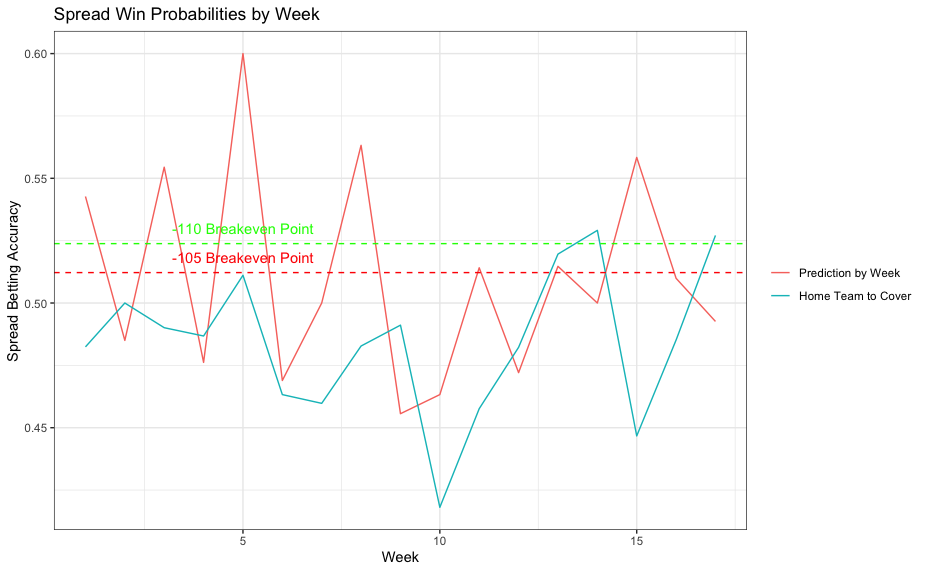 Spread Win Probabilities by Week
Spread Betting Accuracy
0.60
0.55
0.50
0.45
-110 Breakeven Point
-105 Breakeven Point
5
10
15
Week
Prediction by Week
Home Team to Cover